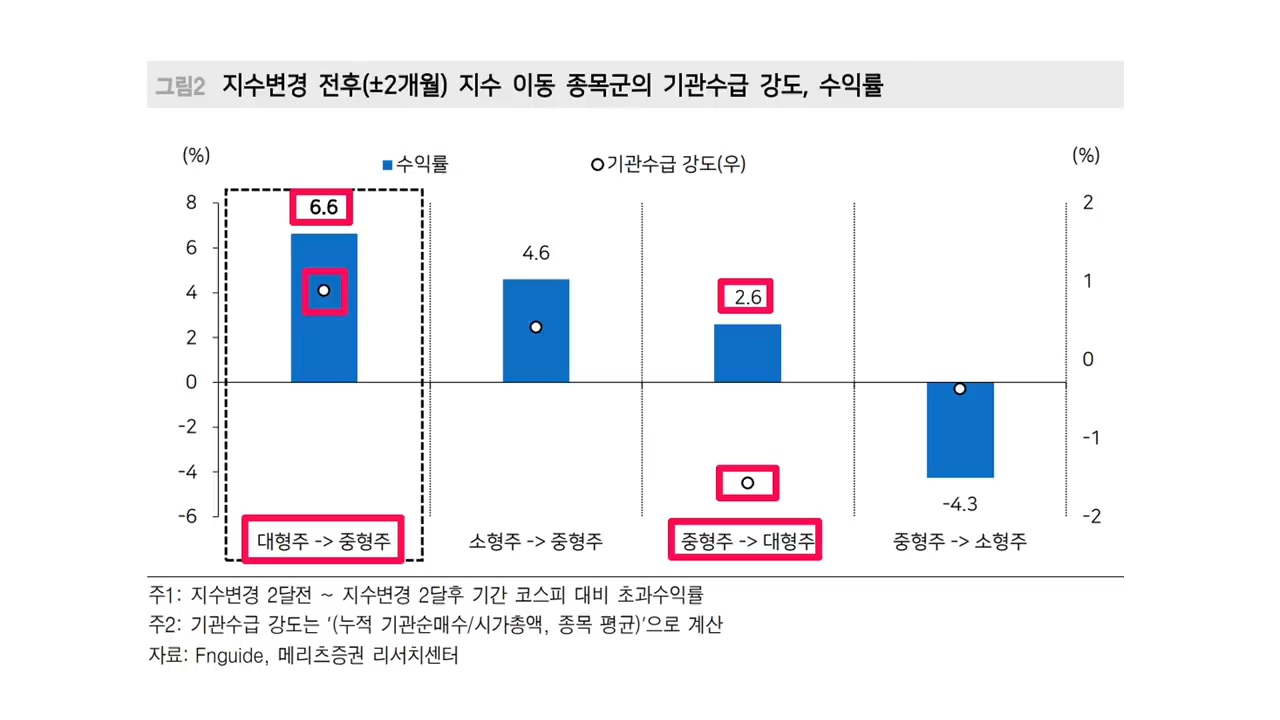 그림2 지수변경 전후(±2개월) 지수 이동 종목군의 기관수급 강도, 수익률
(%) 수익률 기관수급 강도(우) (%)
8 6.6 2
6 4.6
4 2.6 1
2 0
0
-2 -1
-4
-4.3
-6 -2
대형주 -> 중형주 소형주 -> 중형주 중형주 -> 대형주 중형주 -> 소형주
주1: 지수변경 2달전 ~ 지수변경 2달후 기간 코스피 대비 초과수익률
주2: 기관수급 강도는 '(누적 기관순매수/시가총액, 종목 평균)'으로 계산
자료: Fnguide, 메리츠증권 리서치센터